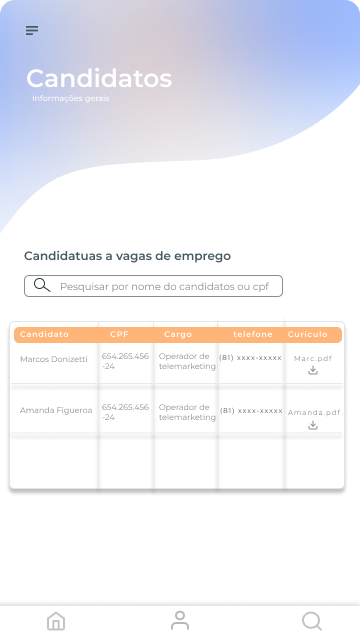 Candidatos
Informações gerais
Candidatuas a vagas de emprego
Pesquisar por nome do candidatos ou cpf
Candidato CPF Cargo telefone Curículo
Marcos Donizetti 654.265.456 Operador de (81) xxxx-xxxxx Marc.pdf
-24 telemarketing
Amanda Figueroa 654.265.456 Operador de (81) xxxx-xxxxx Amanda.pdf
-24 telemarketing